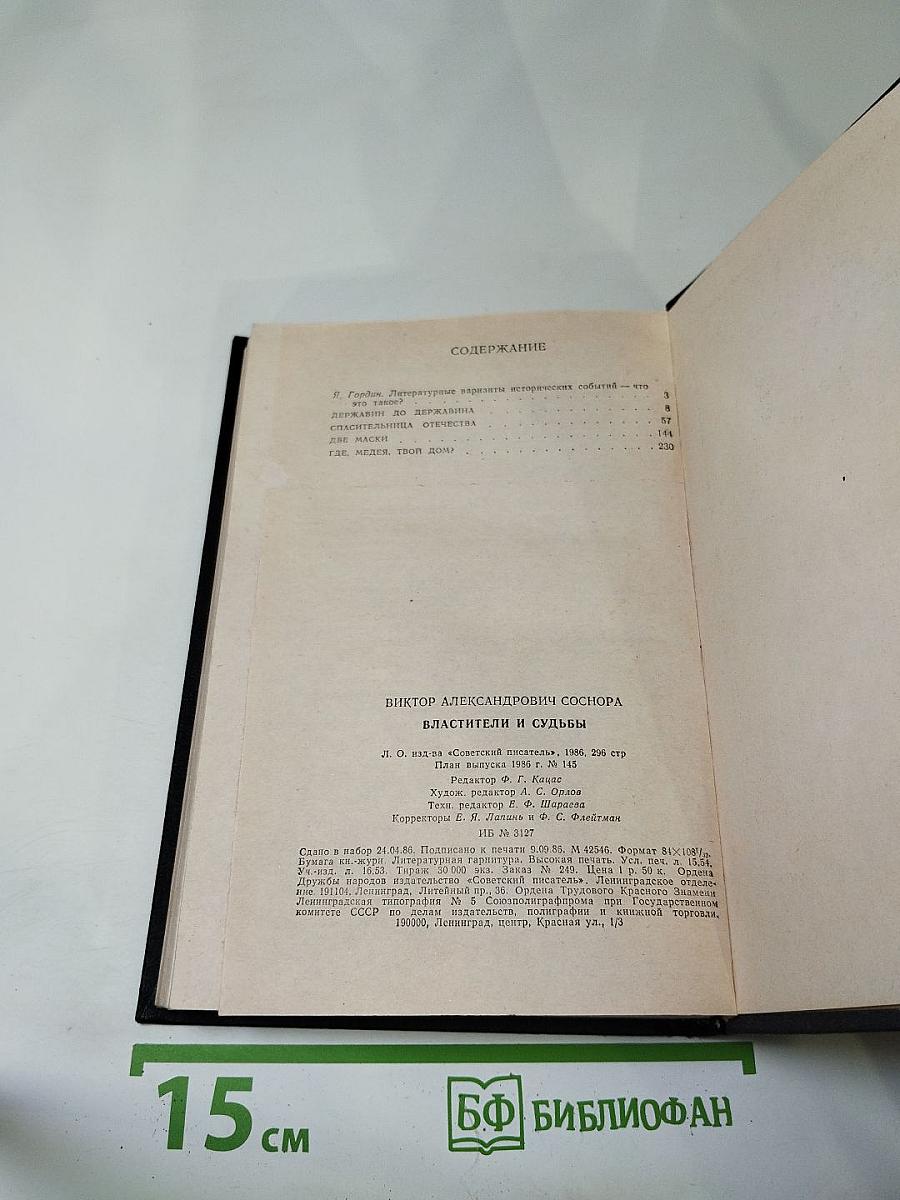 СОДЕРЖАНИЕ
Я. Гордин. Литературные варианты исторических событий — что
это такое? 3
ДЕРЖАВИН ДО ДЕРЖАВИНА 8
СПАСИТЕЛЬНИЦА ОТЕЧЕСТВА 57
ДВЕ МАСКИ 144
ГДЕ, МЕДЕЯ, ТВОЙ ДОМ? 230
ВИКТОР АЛЕКСАНДРОВИЧ СОСНОРА
ВЛАСТИТЕЛИ И СУДЬБЫ
Л. О. изд-ва «Советский писатель», 1986, 296 стр
План выпуска 1986 г. № 145
Редактор Ф. Г. Кацас
Худож. редактор А. С. Орлов
Техн. редактор Е. Ф. Шараева
Корректоры Е. Я. Лапинь и Ф. С. Флейтман
ИБ № 3127
Сдано в набор 24.04.86. Подписано к печати 9.09.86. М 42546. Формат 84×108¹/₃₂.
Бумага кн.-журн. Литературная гарнитура. Высокая печать. Усл. печ. л. 15,54.
Уч.-изд. л. 16,53. Тираж 30 000 экз. Заказ № 249. Цена 1 р. 50 к. Ордена
Дружбы народов издательство «Советский писатель». Ленинградское отделе-
ние. 191104. Ленинград, Литейный пр., 36. Ордена Трудового Красного Знамени
Ленинградская типография № 5 Союзполиграфпрома при Государственном
комитете СССР по делам издательств, полиграфии и книжной торговли.
190000, Ленинград, центр, Красная ул., 1/3
15 см
БФ БИБЛИОФАН